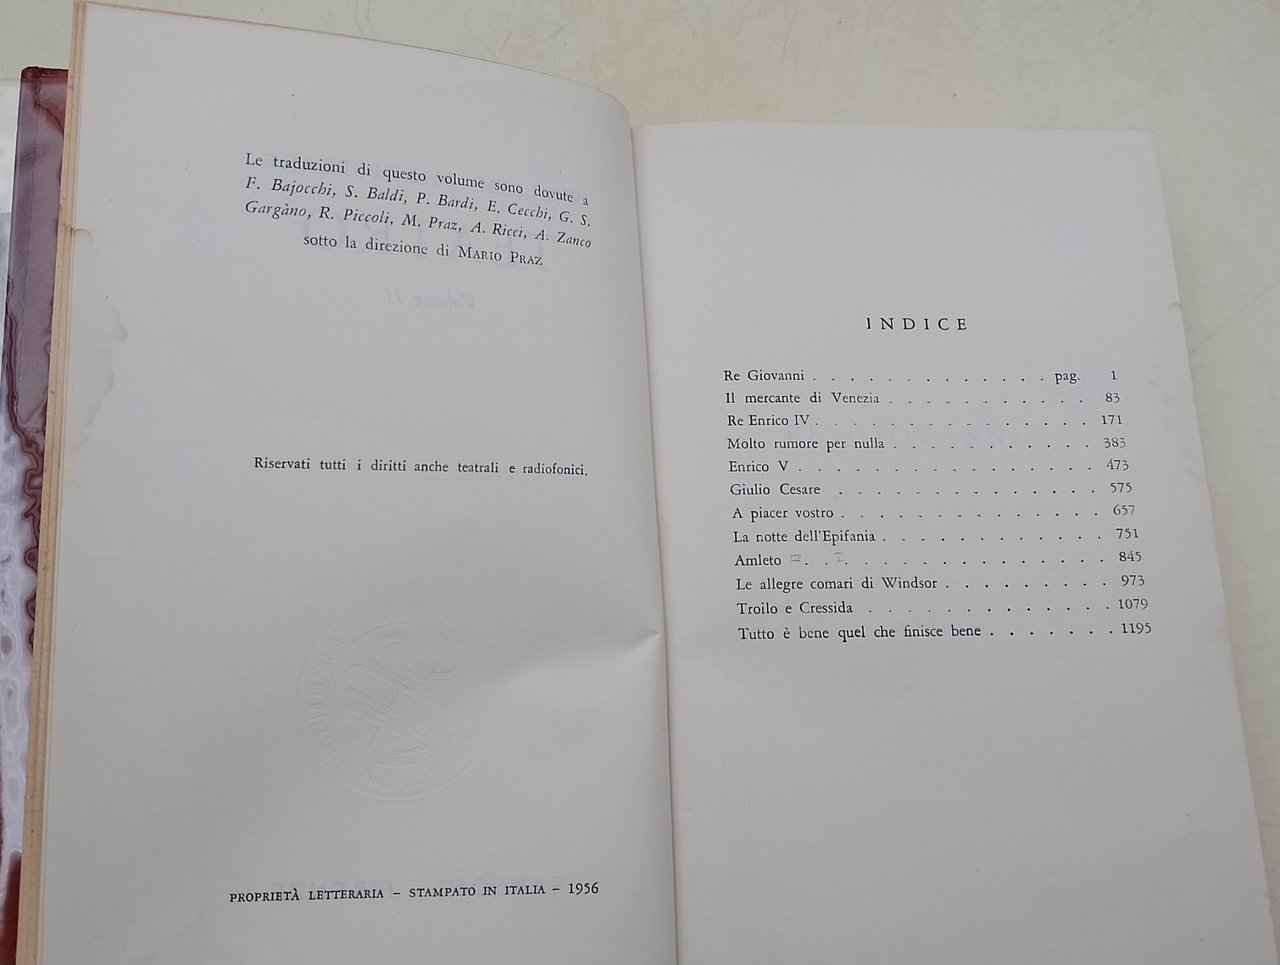 Le traduzioni di questo volume sono dovute a
F. Bajocchi, S. Baldi, P. Bardi, E. Cecchi, G. S.
Gargàno, R. Piccoli, M. Praz, A. Ricci, A. Zanco
sotto la direzione di MARIO PRAZ
Volume II
Riservati tutti i diritti anche teatrali e radiofonici.
PROPRIETÀ LETTERARIA – STAMPATO IN ITALIA – 1956
INDICE
Re Giovanni . . . . . . . . . . . . . pag. 1
Il mercante di Venezia . . . . . . . . . . . 83
Re Enrico IV . . . . . . . . . . . . . . . 171
Molto rumore per nulla . . . . . . . . . . . 383
Enrico V . . . . . . . . . . . . . . . . 473
Giulio Cesare . . . . . . . . . . . . . . 575
A piacer vostro . . . . . . . . . . . . . . 657
La notte dell'Epifania . . . . . . . . . . . . 751
Amleto . . . . . . . . . . . . . . . 845
Le allegre comari di Windsor . . . . . . . . . 973
Troilo e Cressida . . . . . . . . . . . . . 1079
Tutto è bene quel che finisce bene . . . . . . . 1195